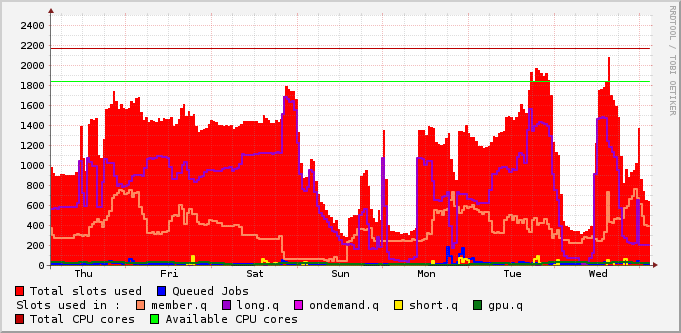 RRDTOOL / TOBI OETIKER
2400
2200
2000
1800
1600
1400
1200
1000
800
600
400
200
0
Thu Fri Sat Sun Mon Tue Wed
Total slots used Queued Jobs
Slots used in : member.q long.q ondemand.q short.q gpu.q
Total CPU cores Available CPU cores